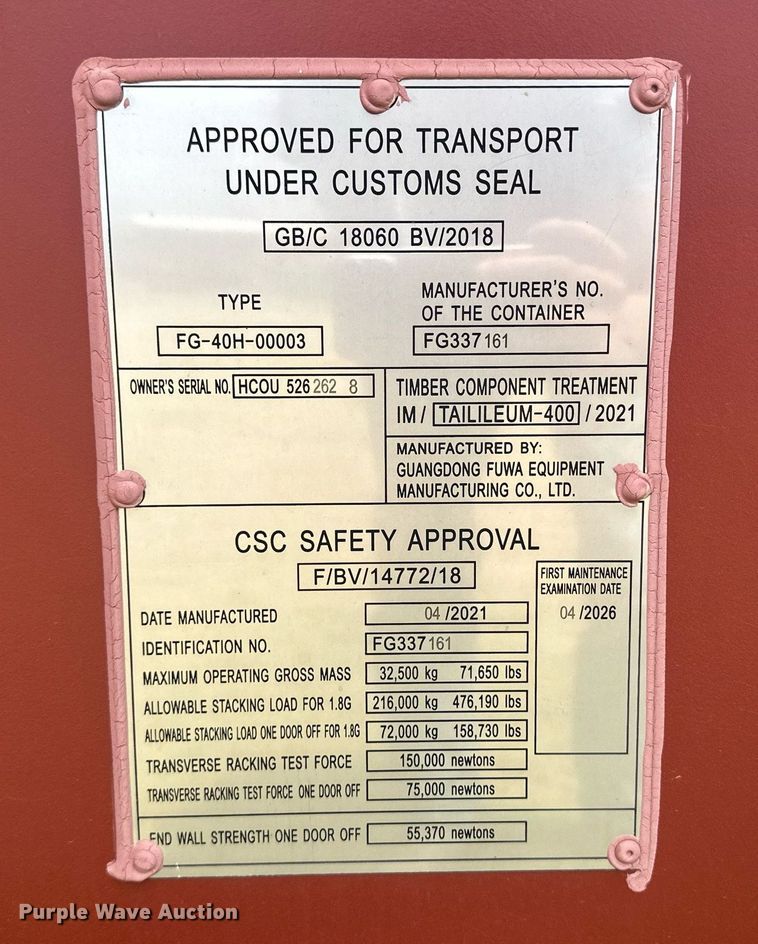 APPROVED FOR TRANSPORT
UNDER CUSTOMS SEAL
GB/C 18060 BV/2018
TYPE
FG-40H-00003
MANUFACTURER'S NO.
OF THE CONTAINER
FG337161
OWNER'S SERIAL NO. HCOU 526262 8
TIMBER COMPONENT TREATMENT
IM / TAILILEUM-400 / 2021
MANUFACTURED BY:
GUANGDONG FUWA EQUIPMENT
MANUFACTURING CO., LTD.
CSC SAFETY APPROVAL
F/BV/14772/18
FIRST MAINTENANCE
EXAMINATION DATE
04 /2026
DATE MANUFACTURED 04 /2021
IDENTIFICATION NO. FG337161
MAXIMUM OPERATING GROSS MASS 32,500 kg 71,650 lbs
ALLOWABLE STACKING LOAD FOR 1.8G 216,000 kg 476,190 lbs
ALLOWABLE STACKING LOAD ONE DOOR OFF FOR 1.8G 72,000 kg 158,730 lbs
TRANSVERSE RACKING TEST FORCE 150,000 newtons
TRANSVERSE RACKING TEST FORCE ONE DOOR OFF 75,000 newtons
END WALL STRENGTH ONE DOOR OFF 55,370 newtons
Purple Wave Auction